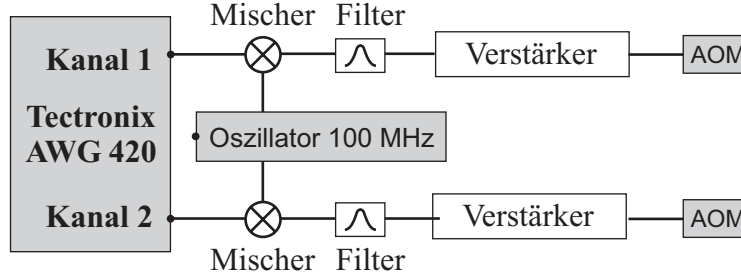 Mischer Filter
Kanal 1
Verstärker
AOM
Tectronix
AWG 420
Oszillator 100 MHz
Kanal 2
Verstärker
AOM
Mischer Filter